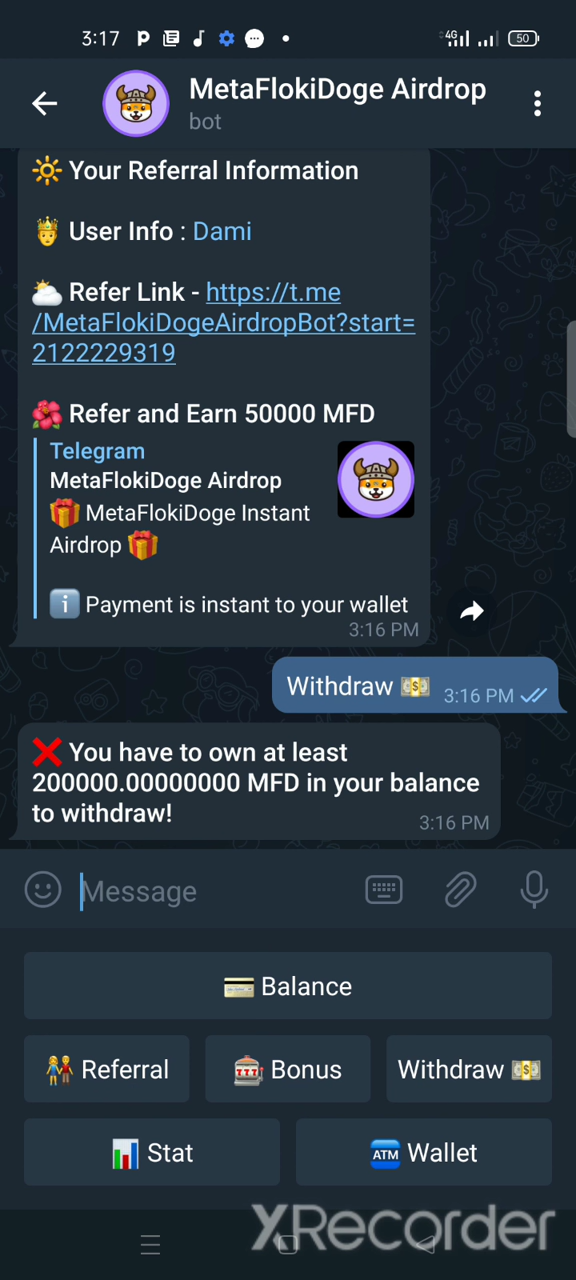 3:17
4G
50
MetaFlokiDoge Airdrop
bot
Your Referral Information
User Info : Dami
Refer Link - https://t.me
/MetaFlokiDogeAirdropBot?start=
2122229319
Refer and Earn 50000 MFD
Telegram
MetaFlokiDoge Airdrop
MetaFlokiDoge Instant
Airdrop
Payment is instant to your wallet
3:16 PM
Withdraw
3:16 PM
You have to own at least
200000.00000000 MFD in your balance
to withdraw!
3:16 PM
Message
Balance
Referral
Bonus
Withdraw
Stat
ATM Wallet
XRecorder